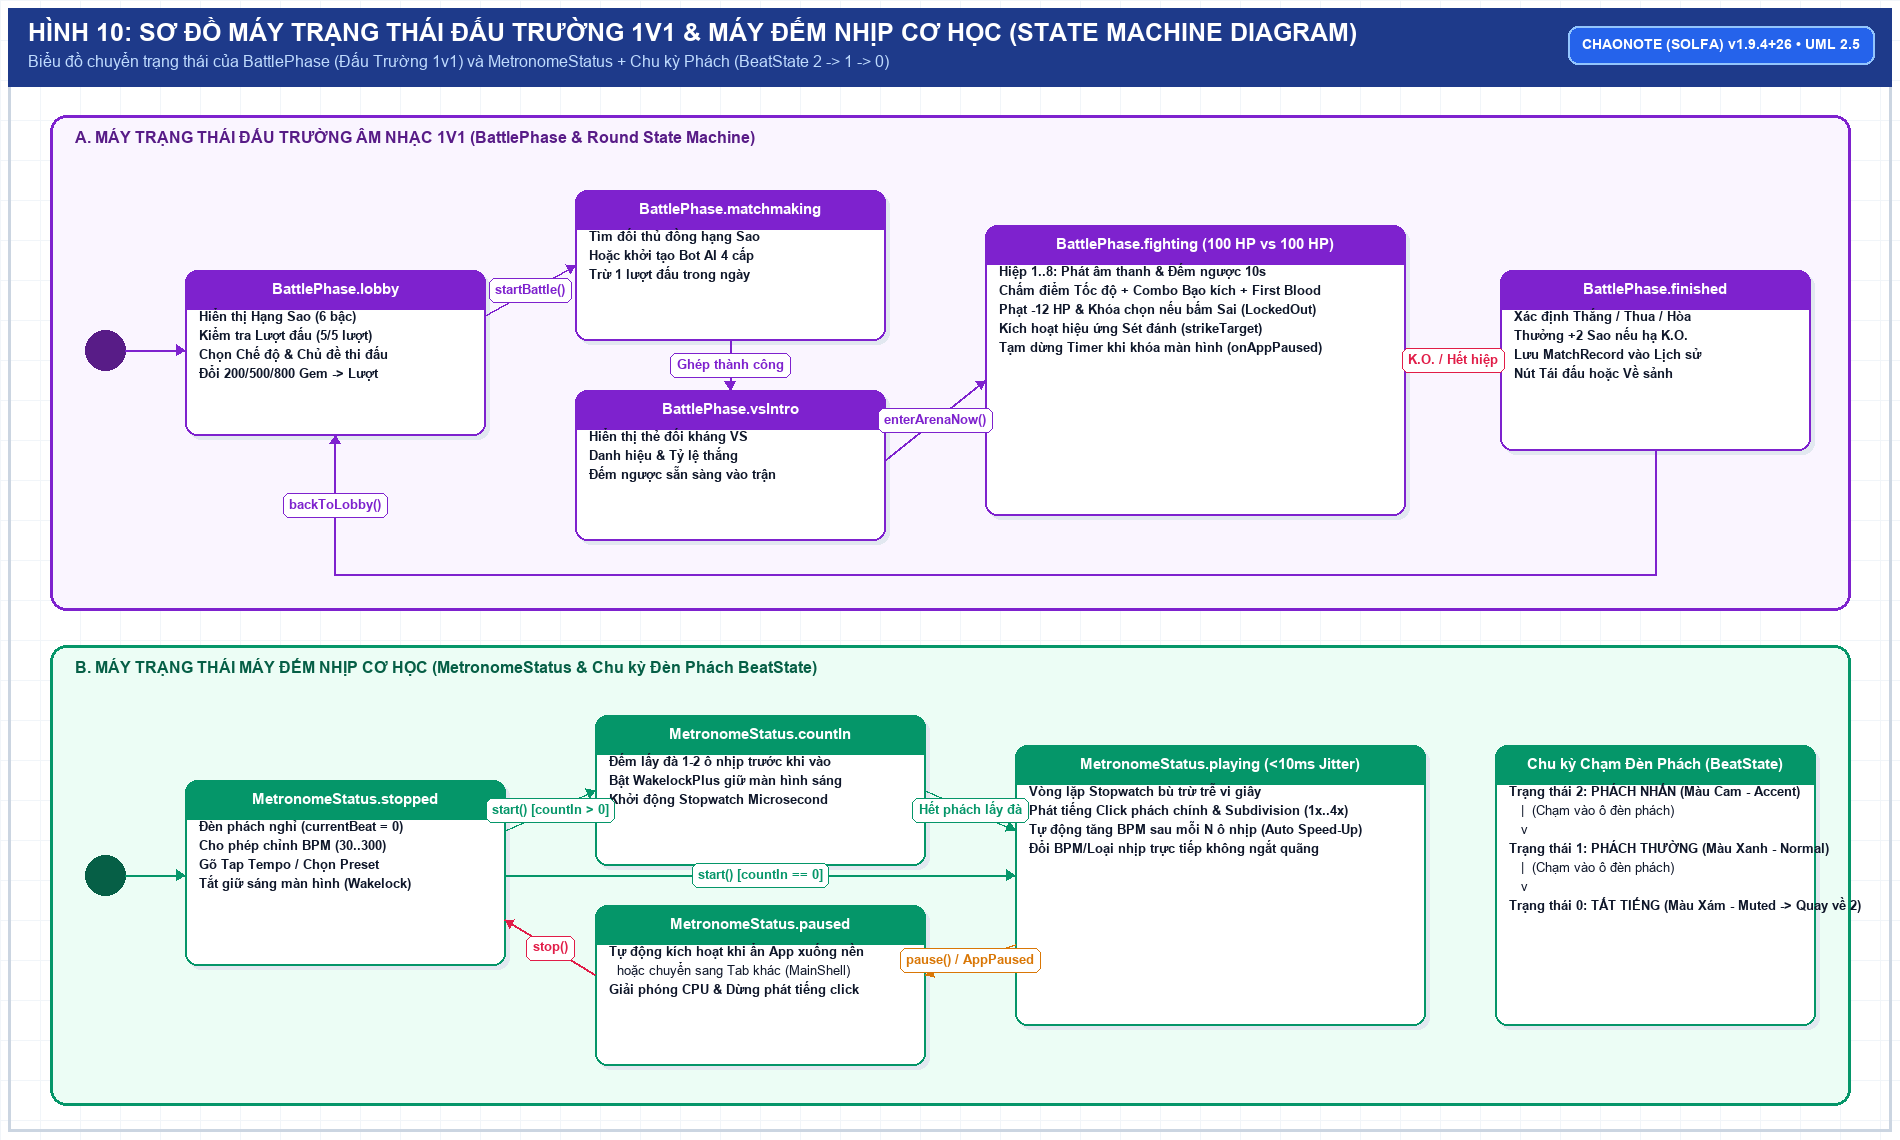 HÌNH 10: SƠ ĐỒ MÁY TRẠNG THÁI ĐẤU TRƯỜNG 1V1 & MÁY ĐẾM NHỊP CƠ HỌC (STATE MACHINE DIAGRAM)
Biểu đồ chuyển trạng thái của BattlePhase (Đấu Trường 1v1) và MetronomeStatus + Chu kỳ Phách (BeatState 2 -> 1 -> 0)
CHAONOTE (SOLFA) v1.9.4+26 • UML 2.5
A. MÁY TRẠNG THÁI ĐẤU TRƯỜNG ÂM NHẠC 1V1 (BattlePhase & Round State Machine)
BattlePhase.lobby
Hiển thị Hạng Sao (6 bậc)
Kiểm tra Lượt đấu (5/5 lượt)
Chọn Chế độ & Chủ đề thi đấu
Đổi 200/500/800 Gem -> Lượt
startBattle()
BattlePhase.matchmaking
Tìm đối thủ đồng hạng Sao
Hoặc khởi tạo Bot AI 4 cấp
Trừ 1 lượt đấu trong ngày
Ghép thành công
BattlePhase.vsIntro
Hiển thị thẻ đối kháng VS
Danh hiệu & Tỷ lệ thắng
Đếm ngược sẵn sàng vào trận
enterArenaNow()
BattlePhase.fighting (100 HP vs 100 HP)
Hiệp 1..8: Phát âm thanh & Đếm ngược 10s
Chấm điểm Tốc độ + Combo Bạo kích + First Blood
Phạt -12 HP & Khóa chọn nếu bấm Sai (LockedOut)
Kích hoạt hiệu ứng Sét đánh (strikeTarget)
Tạm dừng Timer khi khóa màn hình (onAppPaused)
K.O. / Hết hiệp
BattlePhase.finished
Xác định Thắng / Thua / Hòa
Thưởng +2 Sao nếu hạ K.O.
Lưu MatchRecord vào Lịch sử
Nút Tái đấu hoặc Về sảnh
backToLobby()
B. MÁY TRẠNG THÁI MÁY ĐẾM NHỊP CƠ HỌC (MetronomeStatus & Chu kỳ Đèn Phách BeatState)
MetronomeStatus.stopped
Đèn phách nghỉ (currentBeat = 0)
Cho phép chỉnh BPM (30..300)
Gõ Tap Tempo / Chọn Preset
Tắt giữ sáng màn hình (Wakelock)
start() [countIn > 0]
MetronomeStatus.countIn
Đếm lấy đà 1-2 ô nhịp trước khi vào
Bật WakelockPlus giữ màn hình sáng
Khởi động Stopwatch Microsecond
Hết phách lấy đà
start() [countIn == 0]
stop()
MetronomeStatus.paused
Tự động kích hoạt khi ẩn App xuống nền
hoặc chuyển sang Tab khác (MainShell)
Giải phóng CPU & Dừng phát tiếng click
pause() / AppPaused
MetronomeStatus.playing (<10ms Jitter)
Vòng lặp Stopwatch bù trừ trễ vi giây
Phát tiếng Click phách chính & Subdivision (1x..4x)
Tự động tăng BPM sau mỗi N ô nhịp (Auto Speed-Up)
Đổi BPM/Loại nhịp trực tiếp không ngắt quãng
Chu kỳ Chạm Đèn Phách (BeatState)
Trạng thái 2: PHÁCH NHẤN (Màu Cam - Accent)
| (Chạm vào ô đèn phách)
v
Trạng thái 1: PHÁCH THƯỜNG (Màu Xanh - Normal)
| (Chạm vào ô đèn phách)
v
Trạng thái 0: TẮT TIẾNG (Màu Xám - Muted -> Quay về 2)